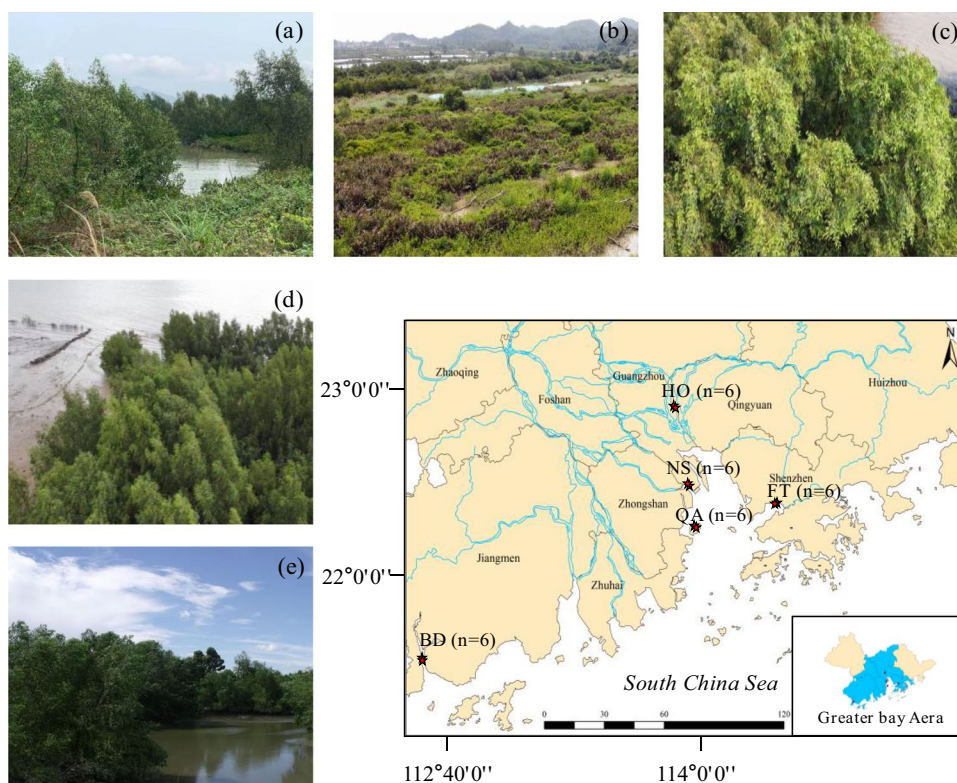 (a)
(b)
(c)
(d)
(e)
N
Zhaoqing
Guangzhou
Huizhou
23°0'0''
HO (n=6)
Foshan
Qingyuan
NS (n=6)
Shenzhen
FT (n=6)
Zhongshan
QA (n=6)
Jiangmen
22°0'0''
Zhuhai
BD (n=6)
South China Sea
0 30 60 120
Greater bay Aera
112°40'0''
114°0'0''